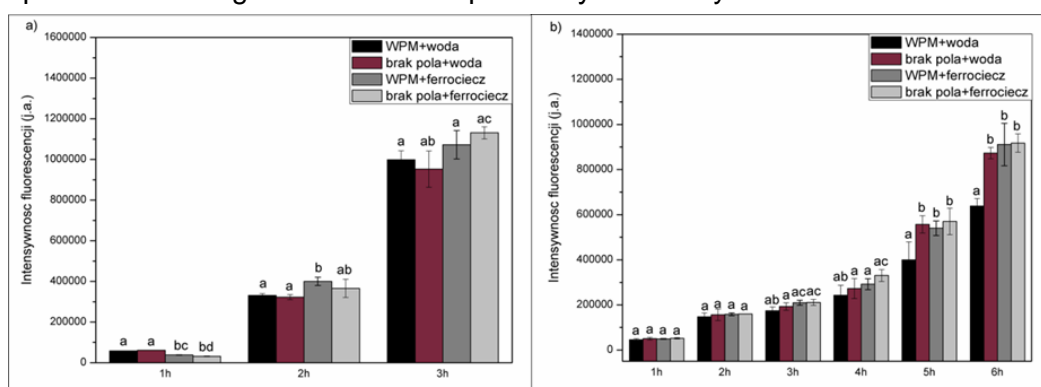 a)
WPM+woda
brak pola+woda
WPM+ferrociecz
brak pola+ferrociecz
Intensywnosc fluorescencji (j.a.)
1600000
1400000
1200000
1000000
800000
600000
400000
200000
0
a a bc bd
a a b ab
a ab a ac
1h 2h 3h
b)
WPM+woda
brak pola+woda
WPM+ferrociecz
brak pola+ferrociecz
Intensywnosc fluorescencji (j.a.)
1400000
1200000
1000000
800000
600000
400000
200000
0
a a a a
a a a a
ab a ac ac
ab a a ac
a b b b
a b b b
1h 2h 3h 4h 5h 6h